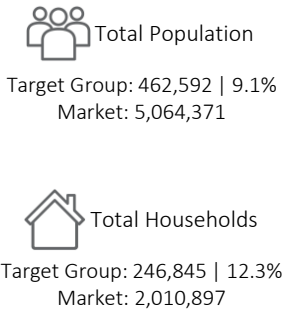 Total Population
Target Group: 462,592 | 9.1%
Market: 5,064,371
Total Households
Target Group: 246,845 | 12.3%
Market: 2,010,897